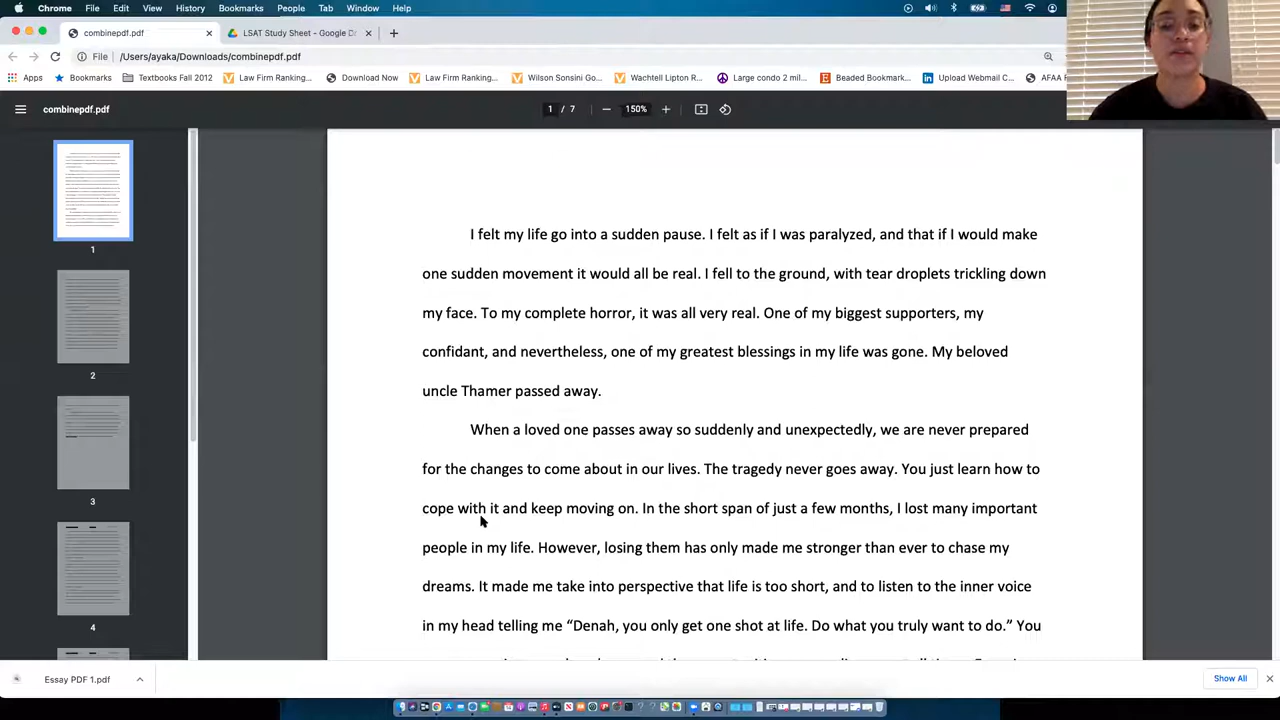 Chrome File Edit View History Bookmarks People Tab Window Help
combinepdf.pdf LSAT Study Sheet - Google D
File /Users/ayaka/Downloads/combinepdf.pdf
Apps Bookmarks Textbooks Fall 2012 Law Firm Ranking... Download Now Law Firm Ranking... Wilson Sonsini Go... Wachtell Lipton R... Large condo 2 mil... Beaded Bookmark... Upload Webmail C... AFAA
combinepdf.pdf 1 / 7 150%
I felt my life go into a sudden pause. I felt as if I was paralyzed, and that if I would make
one sudden movement it would all be real. I fell to the ground, with tear droplets trickling down
my face. To my complete horror, it was all very real. One of my biggest supporters, my
confidant, and nevertheless, one of my greatest blessings in my life was gone. My beloved
uncle Thamer passed away.
When a loved one passes away so suddenly and unexpectedly, we are never prepared
for the changes to come about in our lives. The tragedy never goes away. You just learn how to
cope with it and keep moving on. In the short span of just a few months, I lost many important
people in my life. However, losing them has only made me stronger than ever to chase my
dreams. It made me take into perspective that life is too short, and to listen to the inner voice
in my head telling me “Denah, you only get one shot at life. Do what you truly want to do.” You
1
2
3
4
Essay PDF 1.pdf Show All